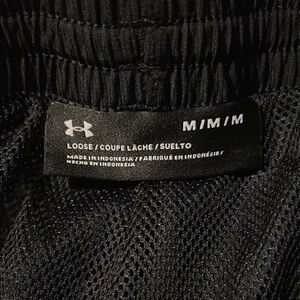 M/M/M
LOOSE / COUPE LÂCHE / SUELTO
MADE IN INDONESIA / FABRIQUÉ EN INDONÉSIE /
HECHO EN INDONESIA